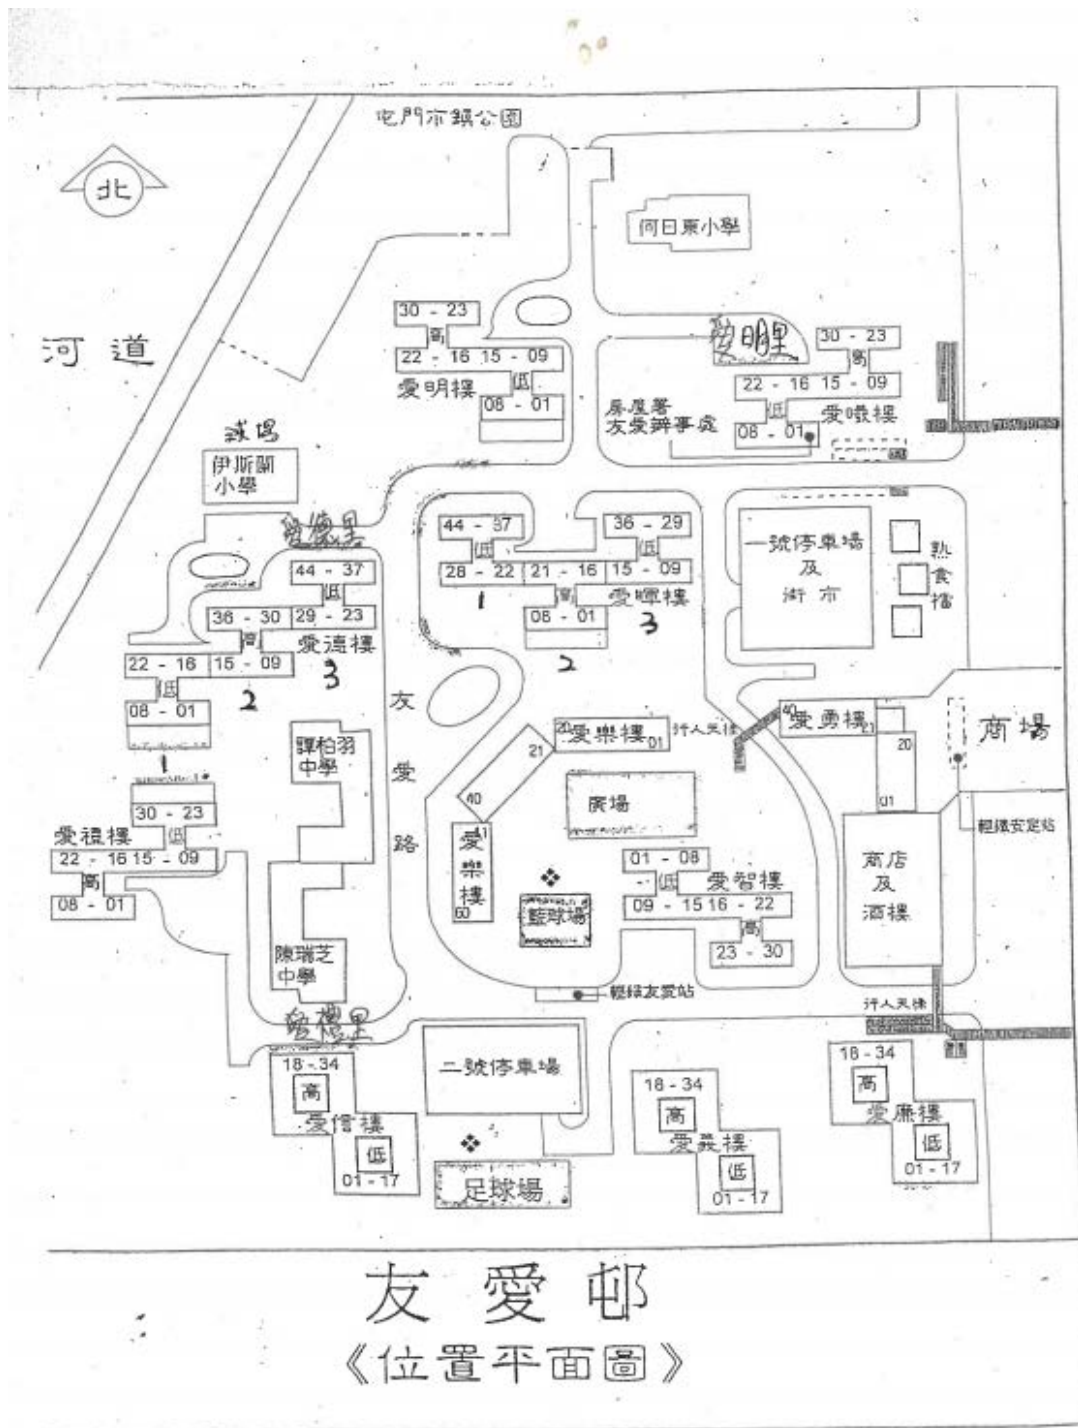 屯門市鎮公園
北
何日東小學
河道
30 - 23
高
22 - 16 15 - 09
低
愛明樓
08 - 01
愛明里
30 - 23
高
22 - 16 15 - 09
低
愛曦樓
08 - 01
房屋署
友愛辦事處
球場
伊斯蘭
小學
愛德里
44 - 37
低
36 - 30 29 - 23
高
愛德樓
22 - 16 15 - 09
低
2
3
08 - 01
1
44 - 37
36 - 29
低
低
28 - 22 21 - 16 15 - 09
1
高
愛暉樓
08 - 01
3
2
一號停車場
及
街市
熟
食
檔
友
愛
路
譚柏羽
中學
20
愛樂樓
01
21
40
行人天橋
40
愛勇樓
21
20
01
商場
輕鐵安定站
廣場
30 - 23
愛禮樓
低
22 - 16 15 - 09
高
08 - 01
41
愛
樂
樓
60
籃球場
01 - 08
低
愛智樓
09 - 15 16 - 22
高
23 - 30
商店
及
酒樓
陳瑞芝
中學
輕鐵友愛站
行人天橋
愛禮里
18 - 34
高
愛信樓
低
01 - 17
二號停車場
足球場
18 - 34
高
愛義樓
低
01 - 17
18 - 34
高
愛廉樓
低
01 - 17
友愛邨
《位置平面圖》